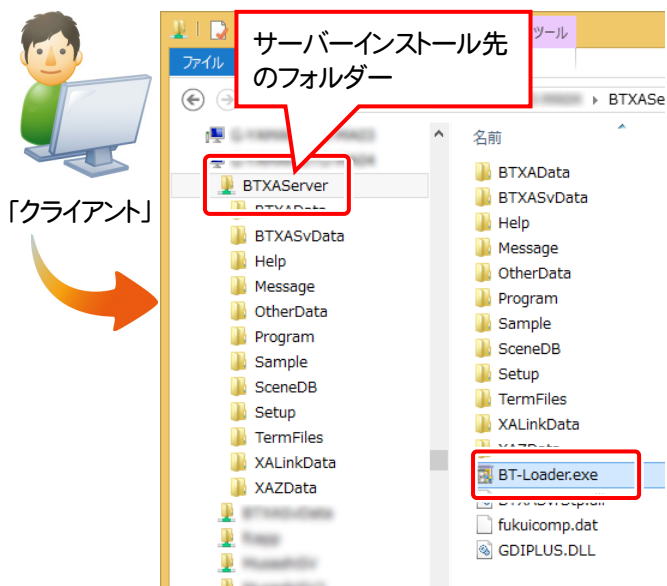 サーバーインストール先
のフォルダー
ツール
ファイル
BTXASe
「クライアント」
BTXAServer
BTXAData
BTXASvData
Help
Message
OtherData
Program
Sample
SceneDB
Setup
TermFiles
XALinkData
XAZData
名前
BTXAData
BTXASvData
Help
Message
OtherData
Program
Sample
SceneDB
Setup
TermFiles
XALinkData
XAZData
BT-Loader.exe
fukuicomp.dat
GDIPLUS.DLL